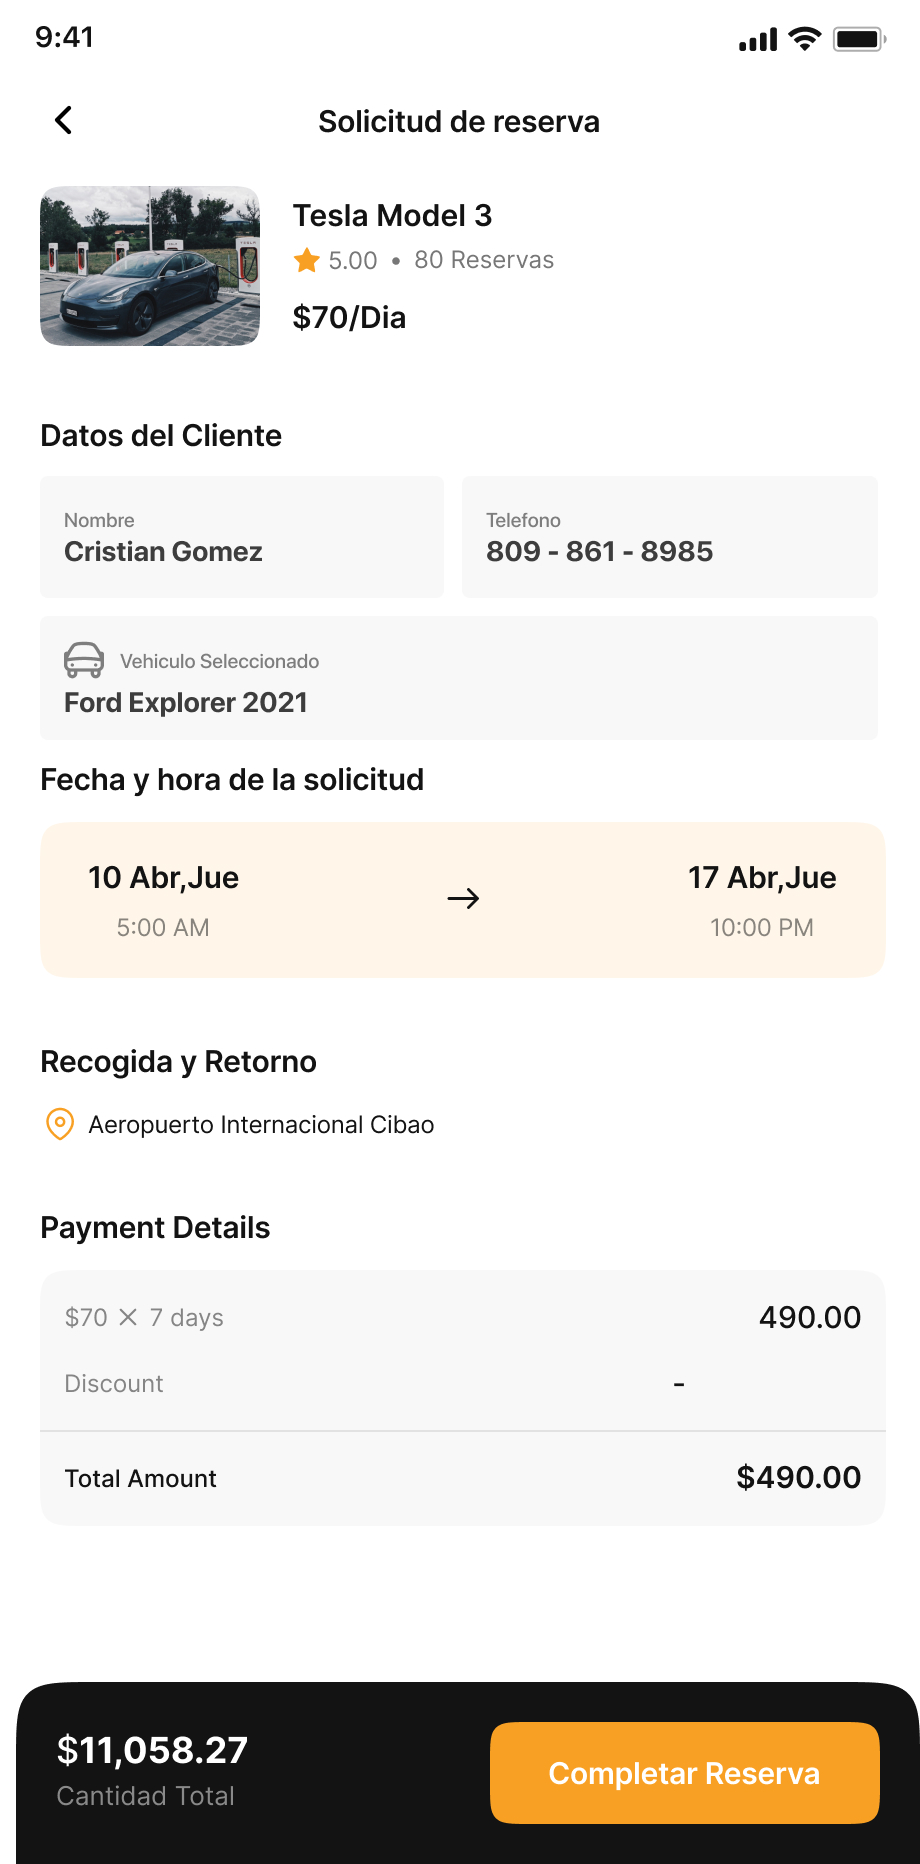 9:41
Solicitud de reserva
Tesla Model 3
5.00 • 80 Reservas
$70/Dia
Datos del Cliente
Nombre
Cristian Gomez
Telefono
809 - 861 - 8985
Vehiculo Seleccionado
Ford Explorer 2021
Fecha y hora de la solicitud
10 Abr,Jue
5:00 AM
17 Abr,Jue
10:00 PM
Recogida y Retorno
Aeropuerto Internacional Cibao
Payment Details
$70 × 7 days 490.00
Discount -
Total Amount $490.00
$11,058.27
Cantidad Total
Completar Reserva